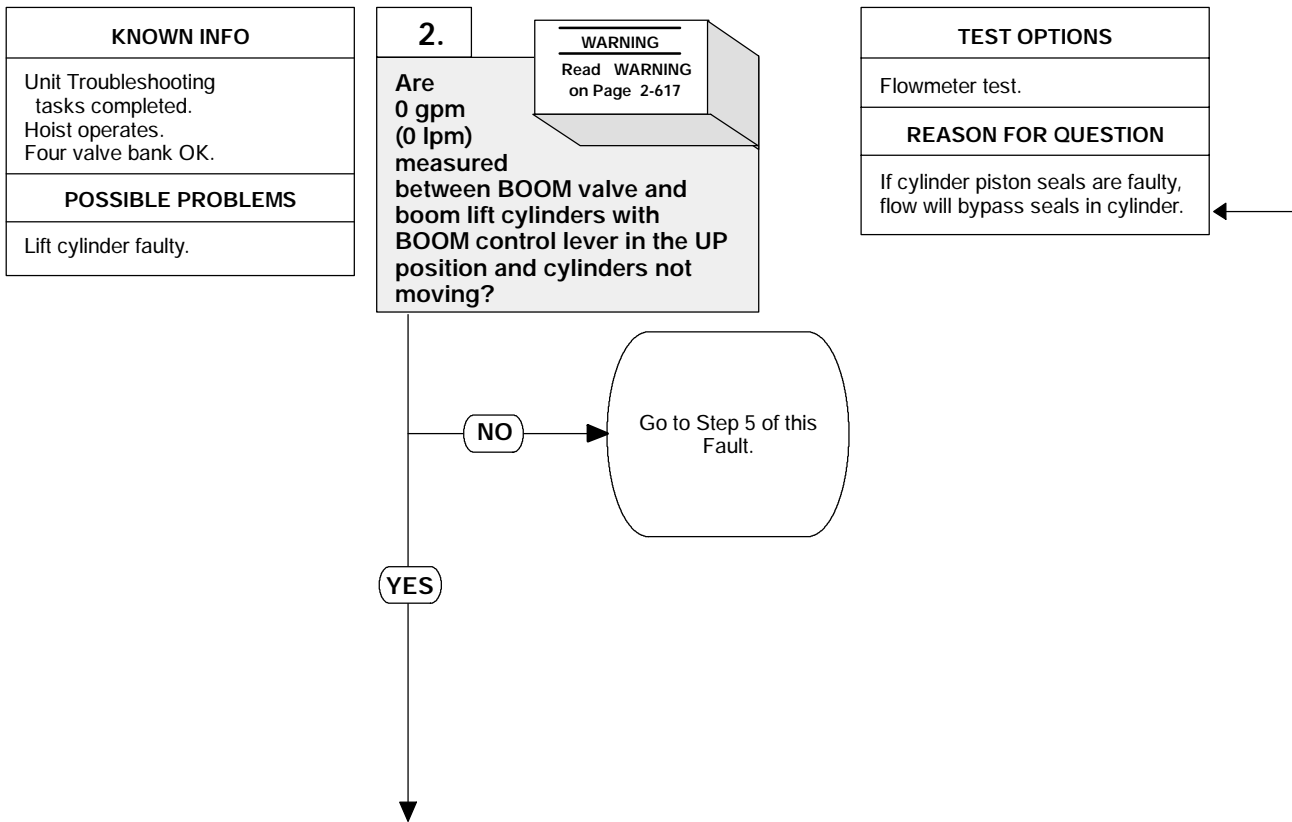 KNOWN INFO
Unit Troubleshooting
tasks completed.
Hoist operates.
Four valve bank OK.
POSSIBLE PROBLEMS
Lift cylinder faulty.
2.
WARNING
Read WARNING
on Page 2-617
Are
0 gpm
(0 lpm)
measured
between BOOM valve and
boom lift cylinders with
BOOM control lever in the UP
position and cylinders not
moving?
TEST OPTIONS
Flowmeter test.
REASON FOR QUESTION
If cylinder piston seals are faulty,
flow will bypass seals in cylinder.
NO
Go to Step 5 of this
Fault.
YES